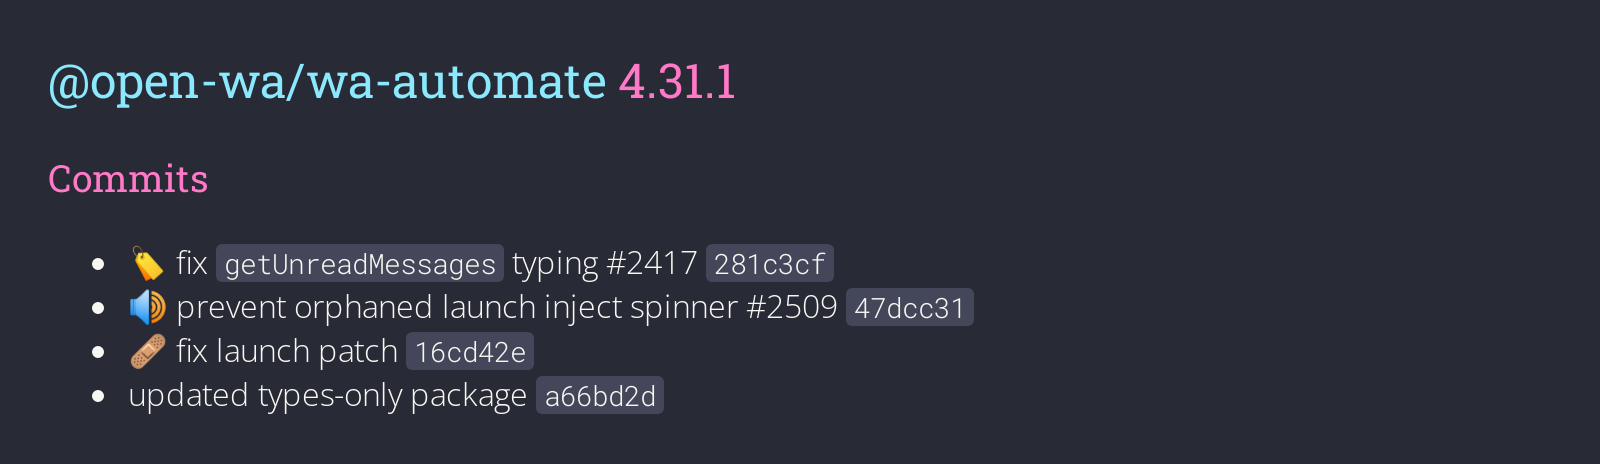 @open-wa/wa-automate 4.31.1
Commits
🏷️ fix getUnreadMessages typing #2417 281c3cf
🔊 prevent orphaned launch inject spinner #2509 47dcc31
🩹 fix launch patch 16cd42e
updated types-only package a66bd2d